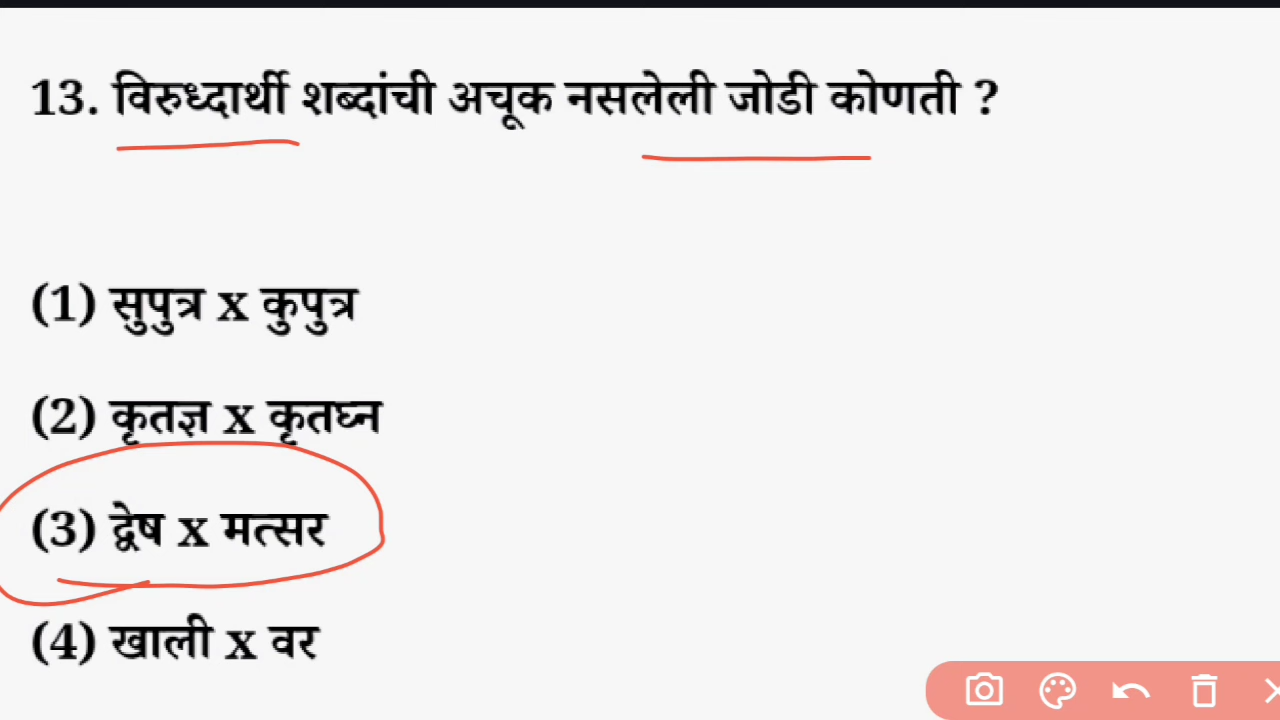 13. विरुध्दार्थी शब्दांची अचूक नसलेली जोडी कोणती ?
(1) सुपुत्र x कुपुत्र
(2) कृतज्ञ x कृतघ्न
(3) द्वेष x मत्सर
(4) खाली x वर